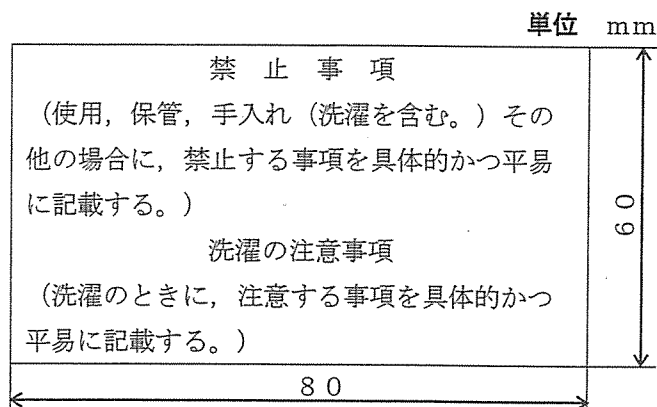 単位 mm
禁止事項
（使用，保管，手入れ（洗濯を含む。）その
他の場合に，禁止する事項を具体的かつ平易
に記載する。）
洗濯の注意事項
（洗濯のときに，注意する事項を具体的かつ
平易に記載する。）
60
80